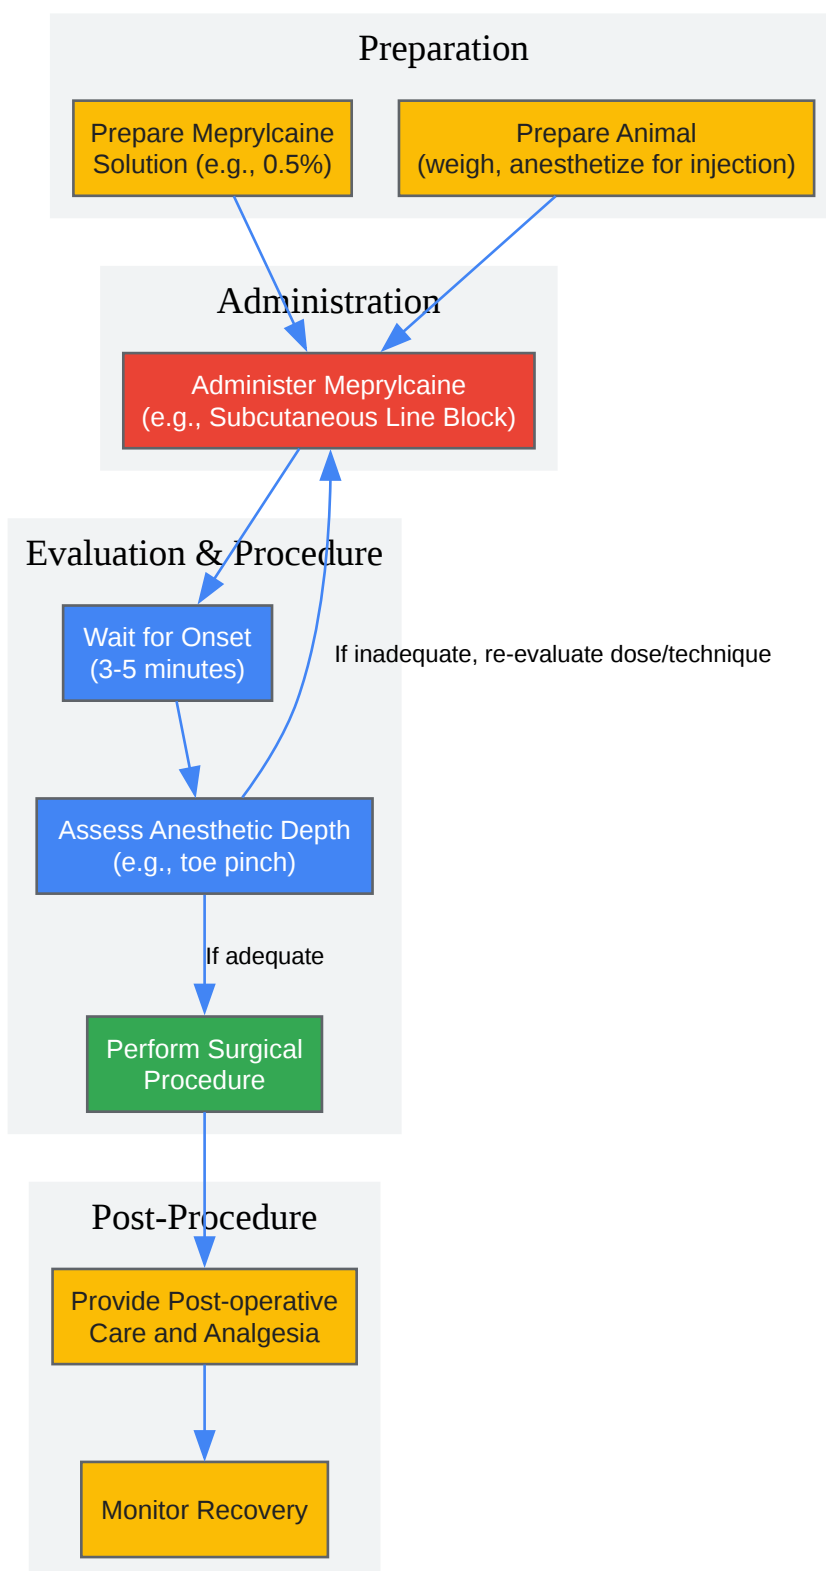 Preparation
Prepare Meprylcaine
Solution (e.g., 0.5%)
Prepare Animal
(weigh, anesthetize for injection)
Administration
Administer Meprylcaine
(e.g., Subcutaneous Line Block)
Evaluation & Procedure
Wait for Onset
(3-5 minutes)
If inadequate, re-evaluate dose/technique
Assess Anesthetic Depth
(e.g., toe pinch)
If adequate
Perform Surgical
Procedure
Post-Procedure
Provide Post-operative
Care and Analgesia
Monitor Recovery